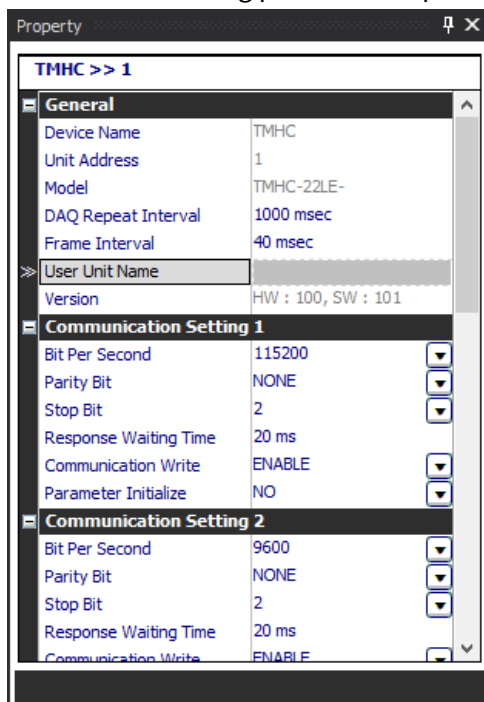 Property
TMHC >> 1
General
Device Name TMHC
Unit Address 1
Model TMHC-22LE-
DAQ Repeat Interval 1000 msec
Frame Interval 40 msec
User Unit Name
Version HW : 100, SW : 101
Communication Setting 1
Bit Per Second 115200
Parity Bit NONE
Stop Bit 2
Response Waiting Time 20 ms
Communication Write ENABLE
Parameter Initialize NO
Communication Setting 2
Bit Per Second 9600
Parity Bit NONE
Stop Bit 2
Response Waiting Time 20 ms
Communication Write ENABLE